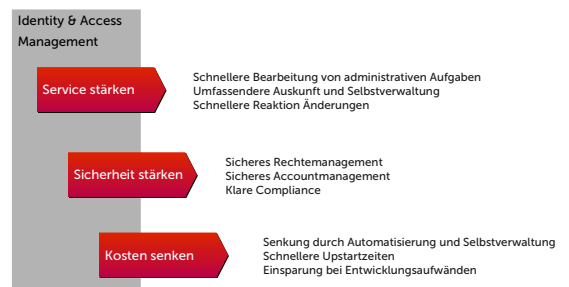 Identity & Access
Management
Service stärken
Schnellere Bearbeitung von administrativen Aufgaben
Umfassendere Auskunft und Selbstverwaltung
Schnellere Reaktion Änderungen
Sicherheit stärken
Sicheres Rechtemanagement
Sicheres Accountmanagement
Klare Compliance
Kosten senken
Senkung durch Automatisierung und Selbstverwaltung
Schnellere Upstartzeiten
Einsparung bei Entwicklungsaufwänden